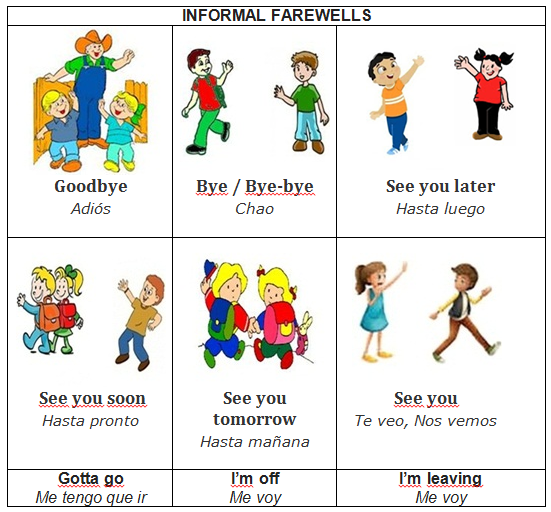 INFORMAL FAREWELLS
Goodbye
Adiós
Bye / Bye-bye
Chao
See you later
Hasta luego
See you soon
Hasta pronto
See you
tomorrow
Hasta mañana
See you
Te veo, Nos vemos
Gotta go
Me tengo que ir
I'm off
Me voy
I'm leaving
Me voy